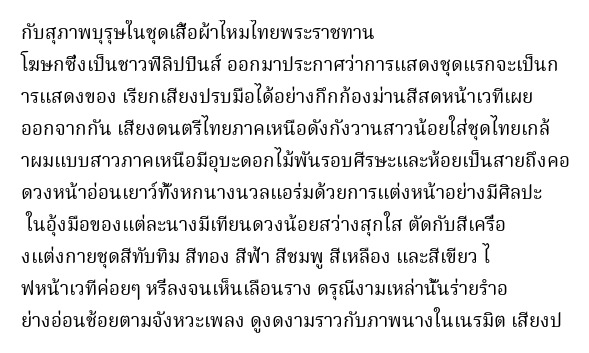 กับสุภาพบุรุษในชุดเสื้อผ้าไหมไทยพระราชทาน
โฆษกซึ่งเป็นชาวฟิลิปปินส์ ออกมาประกาศว่าการแสดงชุดแรกจะเป็นก
ารแสดงของ เรียกเสียงปรบมือได้อย่างกึกก้องม่านสีสดหน้าเวทีเผย
ออกจากกัน เสียงดนตรีไทยภาคเหนือดังกังวานสาวน้อยใส่ชุดไทยเกล้
าผมแบบสาวภาคเหนือมีอุบะดอกไม้พันรอบศีรษะและห้อยเป็นสายถึงคอ
ดวงหน้าอ่อนเยาว์ทั้งหกนางนวลแอร่มด้วยการแต่งหน้าอย่างมีศิลปะ
ในอุ้งมือของแต่ละนางมีเทียนดวงน้อยสว่างสุกใส ตัดกับสีเครื่อ
งแต่งกายชุดสีทับทิม สีทอง สีฟ้า สีชมพู สีเหลือง และสีเขียว ไ
ฟหน้าเวทีค่อยๆ หรี่ลงจนเห็นเลือนราง ดรุณีงามเหล่านั้นร่ายรำอ
ย่างอ่อนช้อยตามจังหวะเพลง ดูงดงามราวกับภาพนางในเนรมิต เสียงป